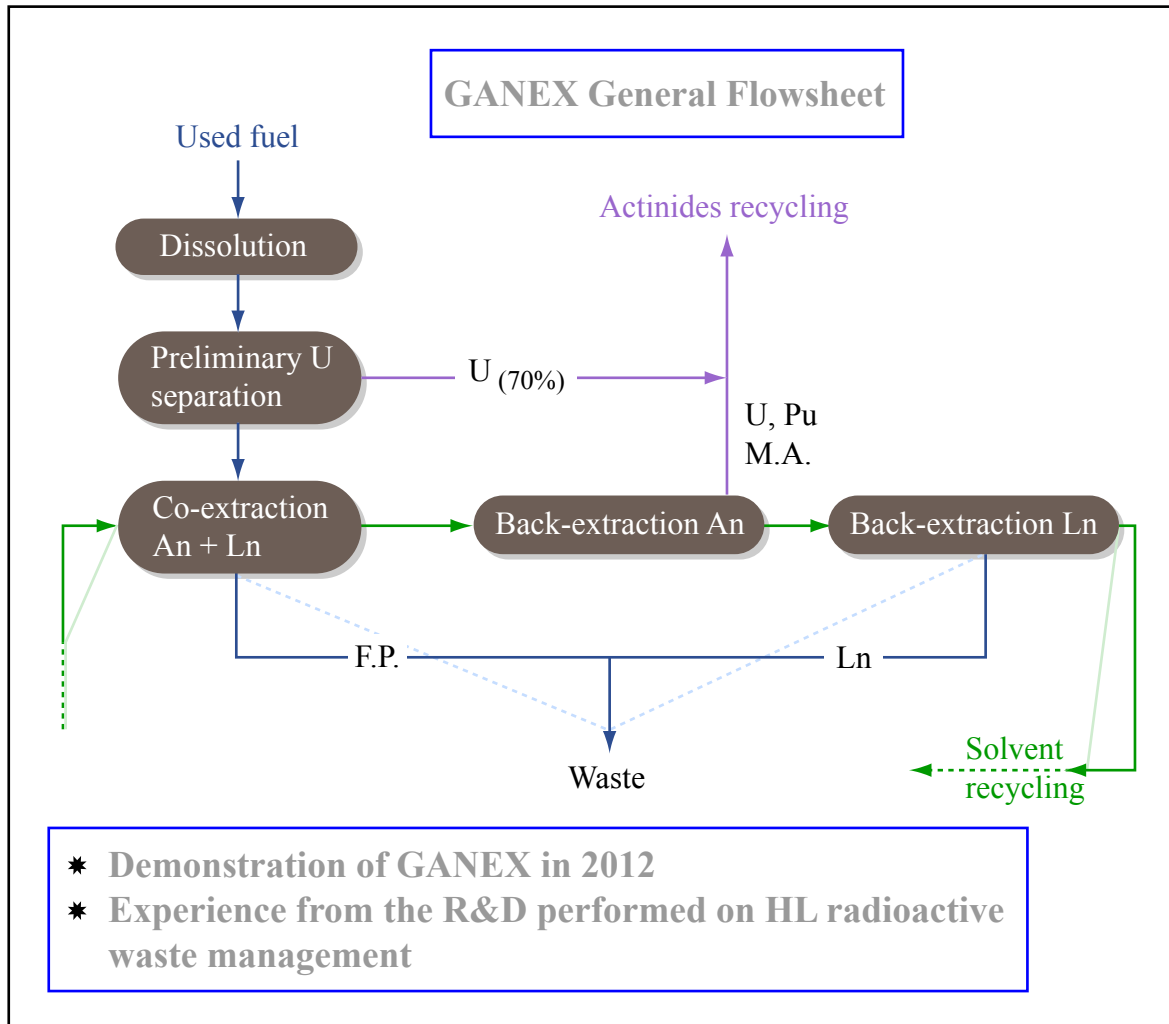 GANEX General Flowsheet
Used fuel
Actinides recycling
Dissolution
Preliminary U
separation
U (70%)
U, Pu
M.A.
Co-extraction
An + Ln
Back-extraction An
Back-extraction Ln
F.P.
Ln
Waste
Solvent
recycling
✷ Demonstration of GANEX in 2012
✷ Experience from the R&D performed on HL radioactive
waste management